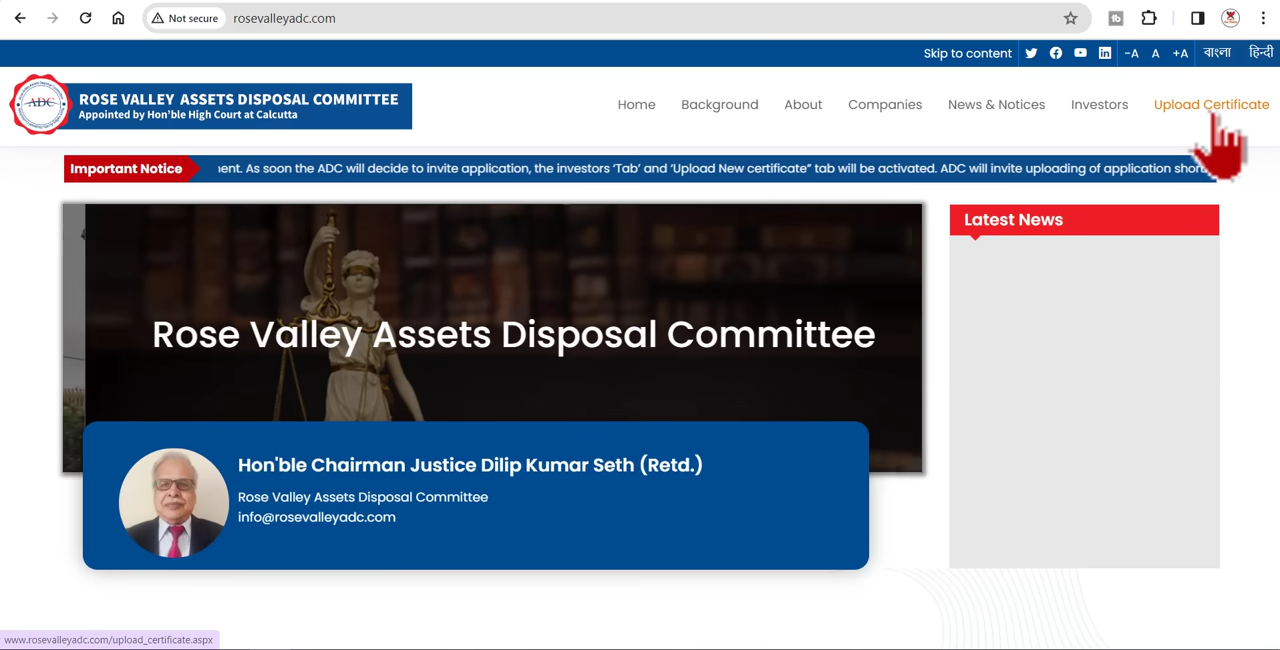 Not secure rosevalleyadc.com
Skip to content -A A +A বাংলা हिन्दी
ADC
ROSE VALLEY ASSETS DISPOSAL COMMITTEE
Appointed by Hon'ble High Court at Calcutta
Home Background About Companies News & Notices Investors Upload Certificate
Important Notice
ent. As soon the ADC will decide to invite application, the investors ‘Tab’ and ‘Upload New certificate” tab will be activated. ADC will invite uploading of application short
Rose Valley Assets Disposal Committee
Latest News
Hon'ble Chairman Justice Dilip Kumar Seth (Retd.)
Rose Valley Assets Disposal Committee
info@rosevalleyadc.com
www.rosevalleyadc.com/upload_certificate.aspx